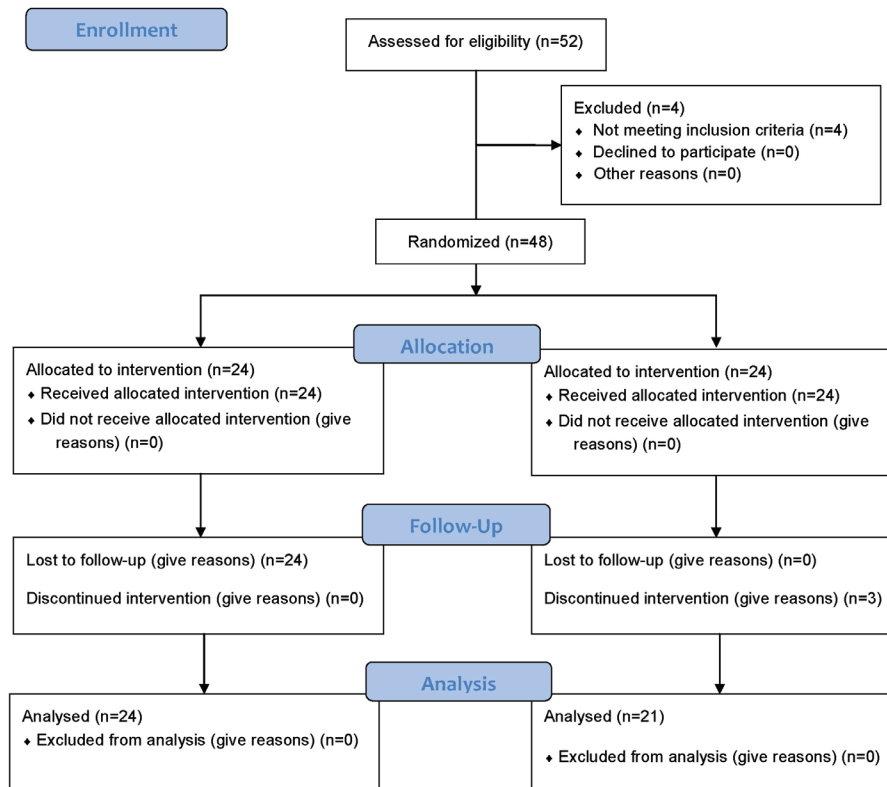 Enrollment
Assessed for eligibility (n=52)
Excluded (n=4)
♦ Not meeting inclusion criteria (n=4)
♦ Declined to participate (n=0)
♦ Other reasons (n=0)
Randomized (n=48)
Allocation
Allocated to intervention (n=24)
♦ Received allocated intervention (n=24)
♦ Did not receive allocated intervention (give
reasons) (n=0)
Allocated to intervention (n=24)
♦ Received allocated intervention (n=24)
♦ Did not receive allocated intervention (give
reasons) (n=0)
Follow-Up
Lost to follow-up (give reasons) (n=24)
Discontinued intervention (give reasons) (n=0)
Lost to follow-up (give reasons) (n=0)
Discontinued intervention (give reasons) (n=3)
Analysis
Analysed (n=24)
♦ Excluded from analysis (give reasons) (n=0)
Analysed (n=21)
♦ Excluded from analysis (give reasons) (n=0)